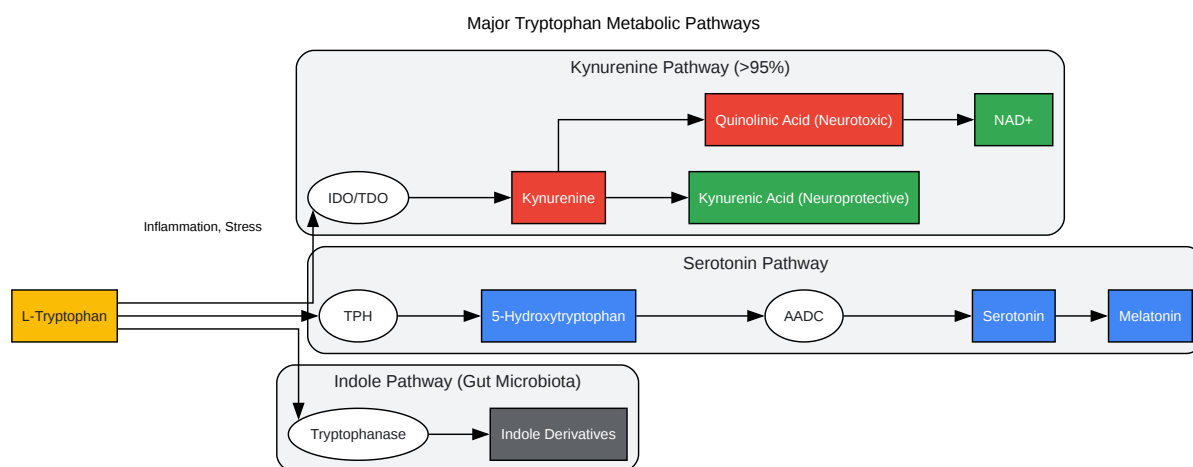 Major Tryptophan Metabolic Pathways
Kynurenine Pathway (>95%)
Quinolinic Acid (Neurotoxic)
NAD+
IDO/TDO
Kynurenine
Kynurenic Acid (Neuroprotective)
Inflammation, Stress
Serotonin Pathway
L-Tryptophan
TPH
5-Hydroxytryptophan
AADC
Serotonin
Melatonin
Indole Pathway (Gut Microbiota)
Tryptophanase
Indole Derivatives